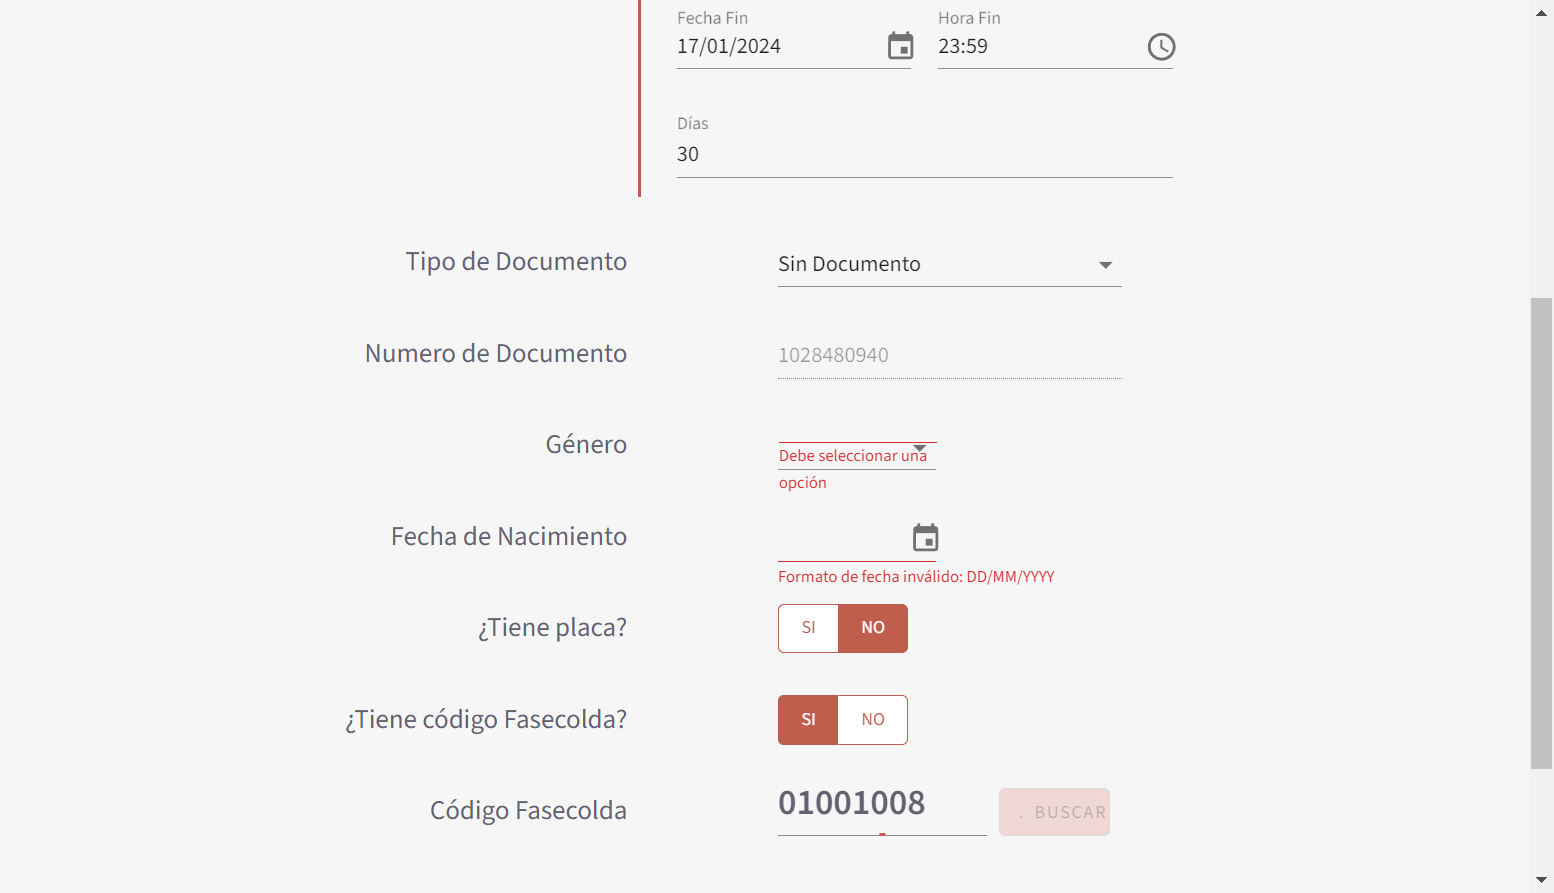 Fecha Fin
Hora Fin
17/01/2024
23:59
Días
30
Tipo de Documento
Sin Documento
Numero de Documento
1028480940
Género
Debe seleccionar una
opción
Fecha de Nacimiento
Formato de fecha inválido: DD/MM/YYYY
¿Tiene placa?
SI
NO
¿Tiene código Fasecolda?
SI
NO
Código Fasecolda
01001008
. BUSCAR